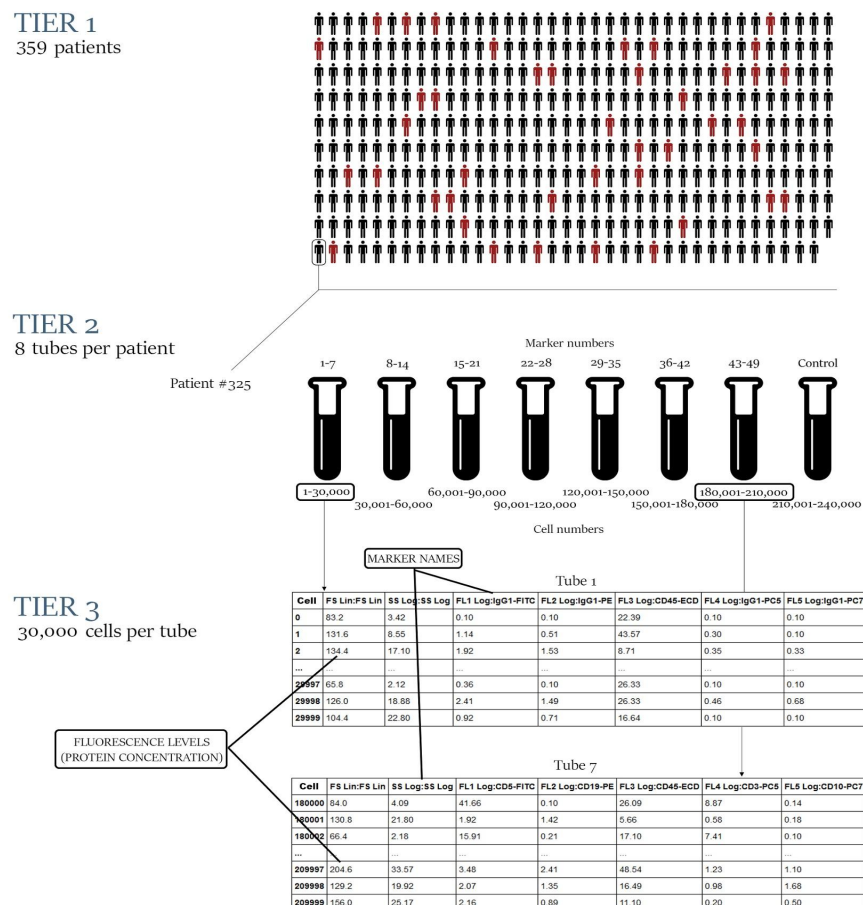 TIER 1
359 patients
TIER 2
8 tubes per patient
Patient #325
Marker numbers
1-7 8-14 15-21 22-28 29-35 36-42 43-49 Control
1-30,000 60,001-90,000 120,001-150,000 180,001-210,000
30,001-60,000 90,001-120,000 150,001-180,000 210,001-240,000
Cell numbers
MARKER NAMES
TIER 3
30,000 cells per tube
Tube 1
Cell FS Lin:FS Lin SS Log:SS Log FL1 Log:IgG1-FITC FL2 Log:IgG1-PE FL3 Log:CD45-ECD FL4 Log:IgG1-PC5 FL5 Log:IgG1-PC7
0 83.2 3.42 0.10 0.10 22.39 0.10 0.10
1 131.6 8.55 1.14 0.51 43.57 0.30 0.10
2 134.4 17.10 1.92 1.53 8.71 0.35 0.33
... ... ... ... ... ... ... ...
29997 65.8 2.12 0.36 0.10 26.33 0.10 0.10
29998 126.0 18.88 2.41 1.49 26.33 0.46 0.68
29999 104.4 22.80 0.92 0.71 16.64 0.10 0.10
FLUORESCENCE LEVELS
(PROTEIN CONCENTRATION)
Tube 7
Cell FS Lin:FS Lin SS Log:SS Log FL1 Log:CD5-FITC FL2 Log:CD19-PE FL3 Log:CD45-ECD FL4 Log:CD3-PC5 FL5 Log:CD10-PC7
180000 84.0 4.09 41.66 0.10 26.09 8.87 0.14
180001 130.8 21.80 1.92 1.42 5.66 0.58 0.18
180002 66.4 2.18 15.91 0.21 17.10 7.41 0.10
... ... ... ... ... ... ... ...
209997 204.6 33.57 3.48 2.41 48.54 1.23 1.10
209998 129.2 19.92 2.07 1.35 16.49 0.98 1.68
209999 156.0 25.17 2.16 0.89 11.10 0.20 0.50